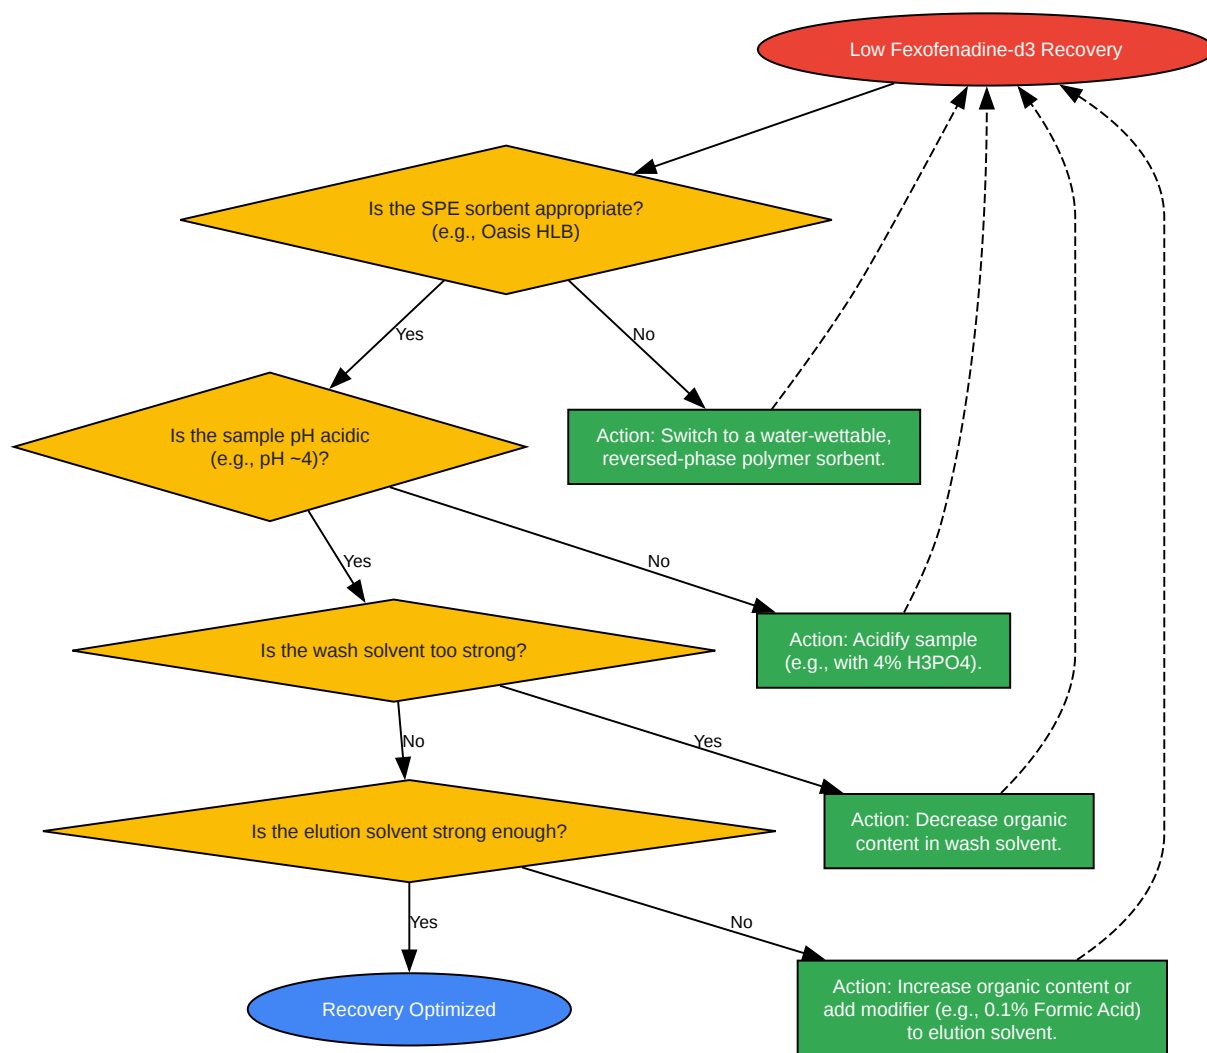 Low Fexofenadine-d3 Recovery
Is the SPE sorbent appropriate?
(e.g., Oasis HLB)
Yes
No
Is the sample pH acidic
(e.g., pH ~4)?
Action: Switch to a water-wettable,
reversed-phase polymer sorbent.
Yes
No
Is the wash solvent too strong?
Action: Acidify sample
(e.g., with 4% H3PO4).
No
Yes
Is the elution solvent strong enough?
Action: Decrease organic
content in wash solvent.
Yes
No
Recovery Optimized
Action: Increase organic content or
add modifier (e.g., 0.1% Formic Acid)
to elution solvent.